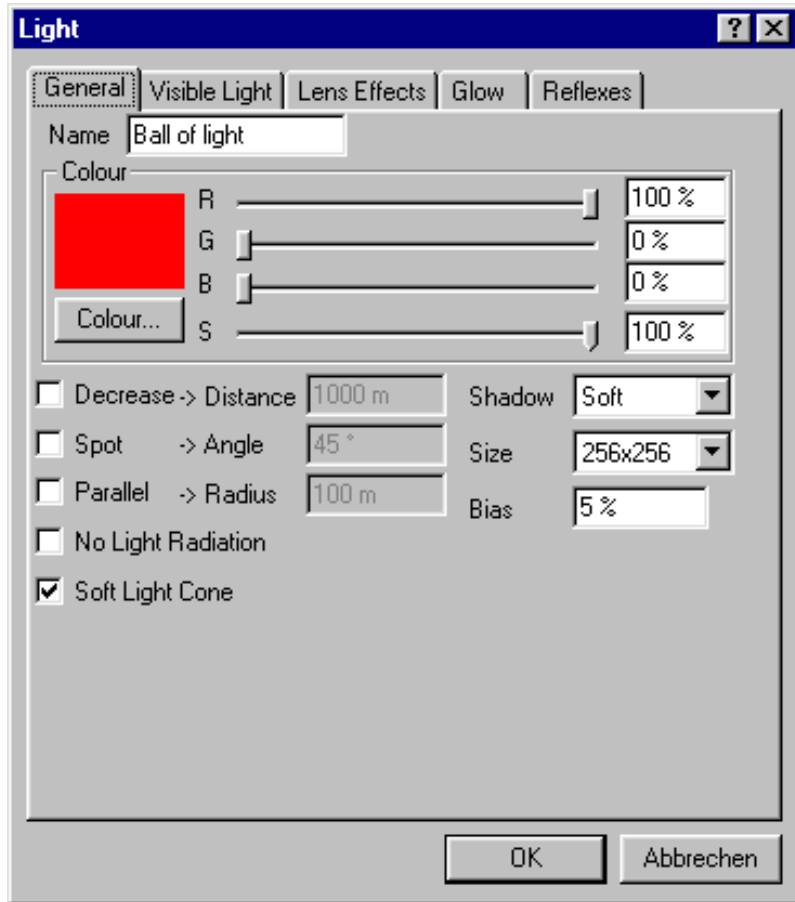 Light
General Visible Light Lens Effects Glow Reflexes
Name Ball of light
Colour
R 100 %
G 0 %
B 0 %
Colour...
S 100 %
Decrease -> Distance 1000 m Shadow Soft
Spot -> Angle 45 ° Size 256x256
Parallel -> Radius 100 m Bias 5 %
No Light Radiation
Soft Light Cone
OK Abbrechen